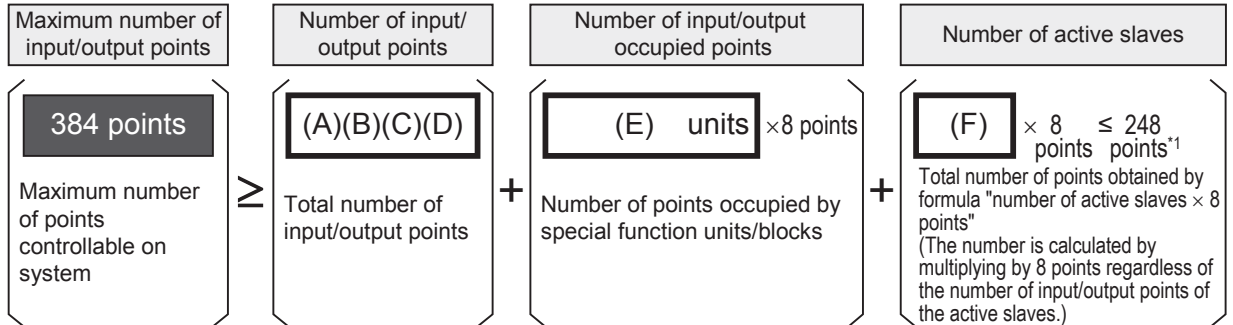 Maximum number of
input/output points
384 points
Maximum number
of points
controllable on
system
≥
Number of input/
output points
(A)(B)(C)(D)
Total number of
input/output points
+
Number of input/output
occupied points
(E) units ×8 points
Number of points occupied by
special function units/blocks
+
Number of active slaves
(F) × 8 ≤ 248
points points*1
Total number of points obtained by
formula "number of active slaves × 8
points"
(The number is calculated by
multiplying by 8 points regardless of
the number of input/output points of
the active slaves.)